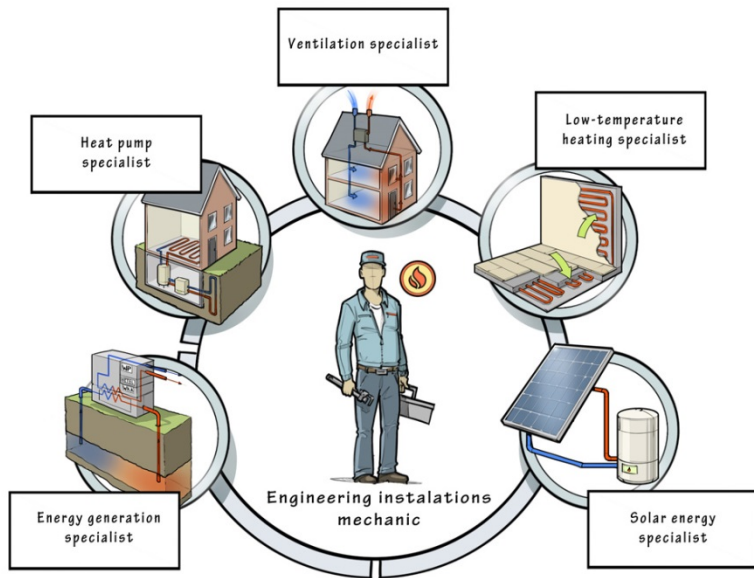 Ventilation specialist
Heat pump
specialist
Low-temperature
heating specialist
Energy generation
specialist
Engineering instalations
mechanic
Solar energy
specialist